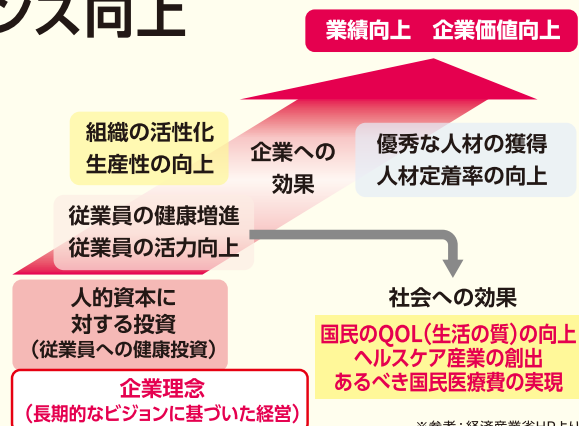 ンス向上
業績向上 企業価値向上
組織の活性化
生産性の向上
企業への
効果
優秀な人材の獲得
人材定着率の向上
従業員の健康増進
従業員の活力向上
人的資本に
対する投資
(従業員への健康投資)
企業理念
(長期的なビジョンに基づいた経営)
社会への効果
国民のQOL(生活の質)の向上
ヘルスケア産業の創出
あるべき国民医療費の実現
※参考:経済産業省HPより